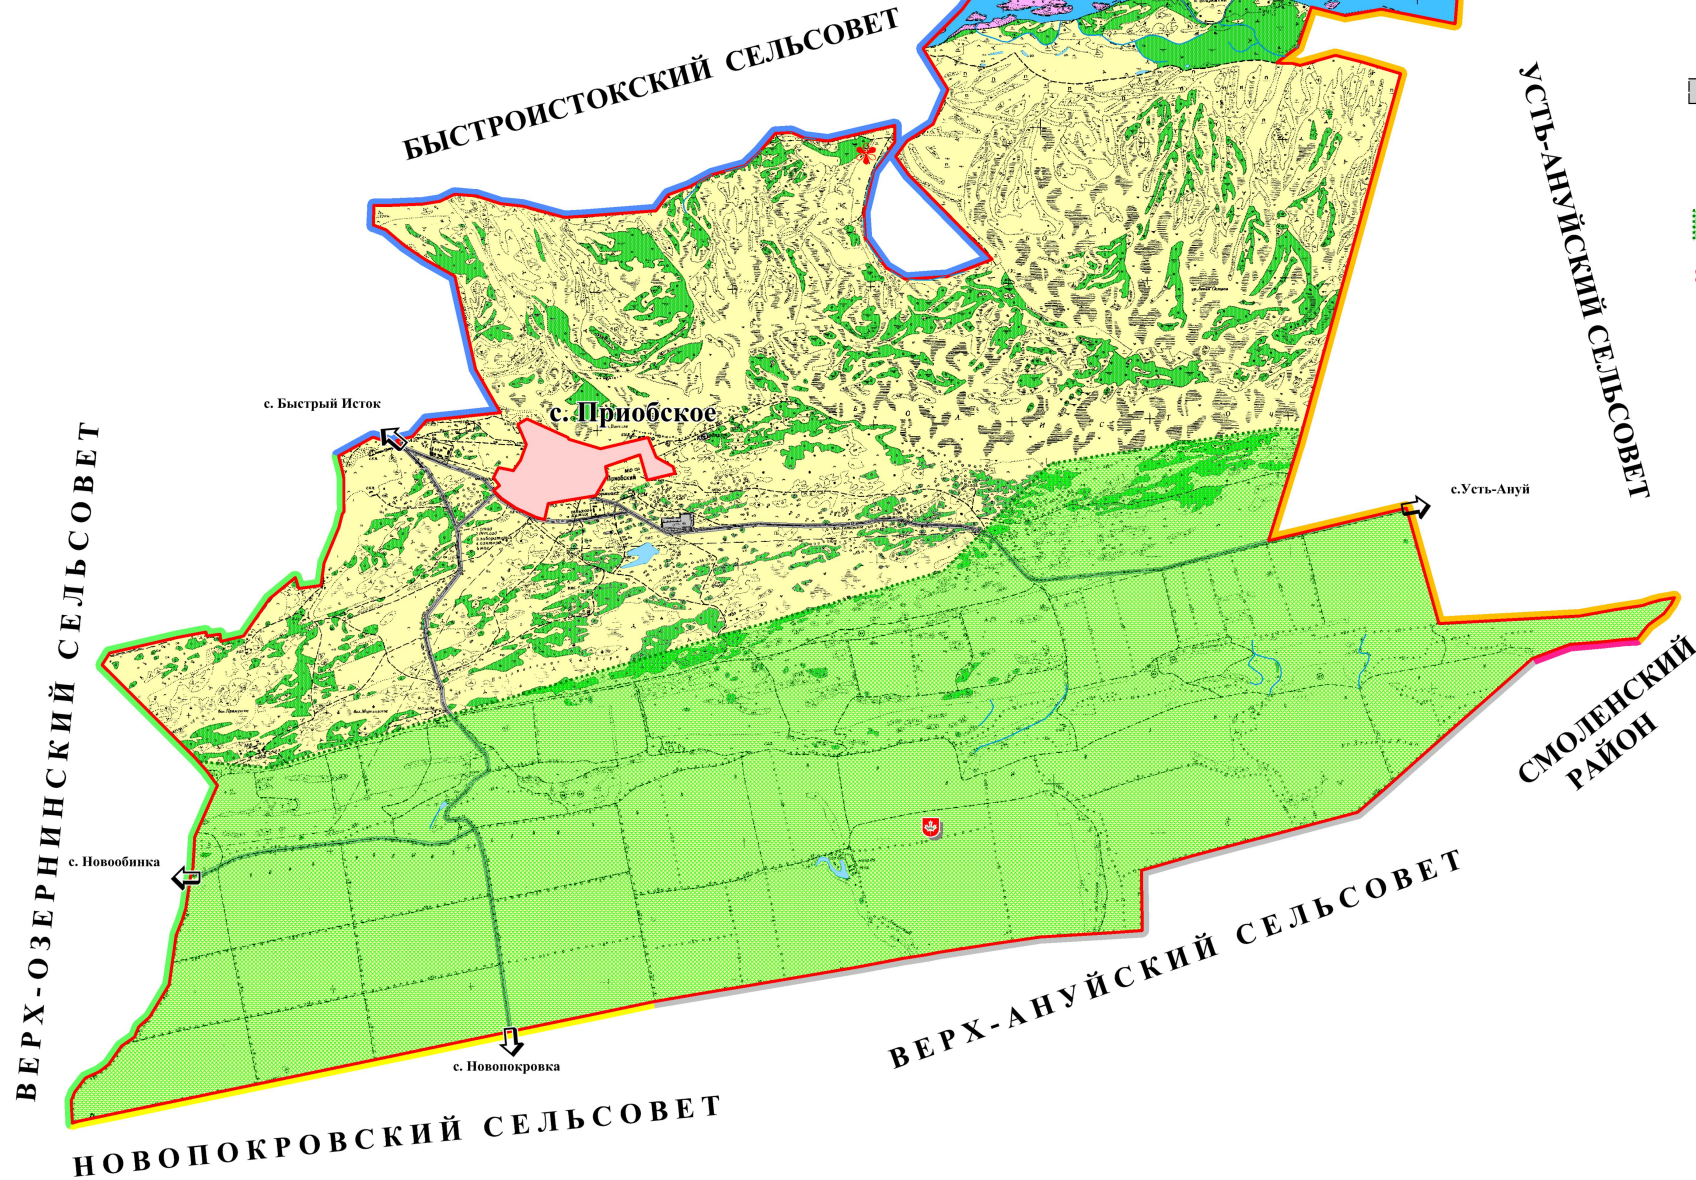 БЫСТРОИСТОКСКИЙ СЕЛЬСОВЕТ
УСТЬ-АНУЙСКИЙ СЕЛЬСОВЕТ
с. Быстрый Исток
с. Приобское
с.Усть-Ануй
ВЕРХ-ОЗЕРНИНСКИЙ СЕЛЬСОВЕТ
СМОЛЕНСКИЙ
РАЙОН
с. Новообинка
ВЕРХ-АНУЙСКИЙ СЕЛЬСОВЕТ
с. Новопокровка
НОВОПОКРОВСКИЙ СЕЛЬСОВЕТ